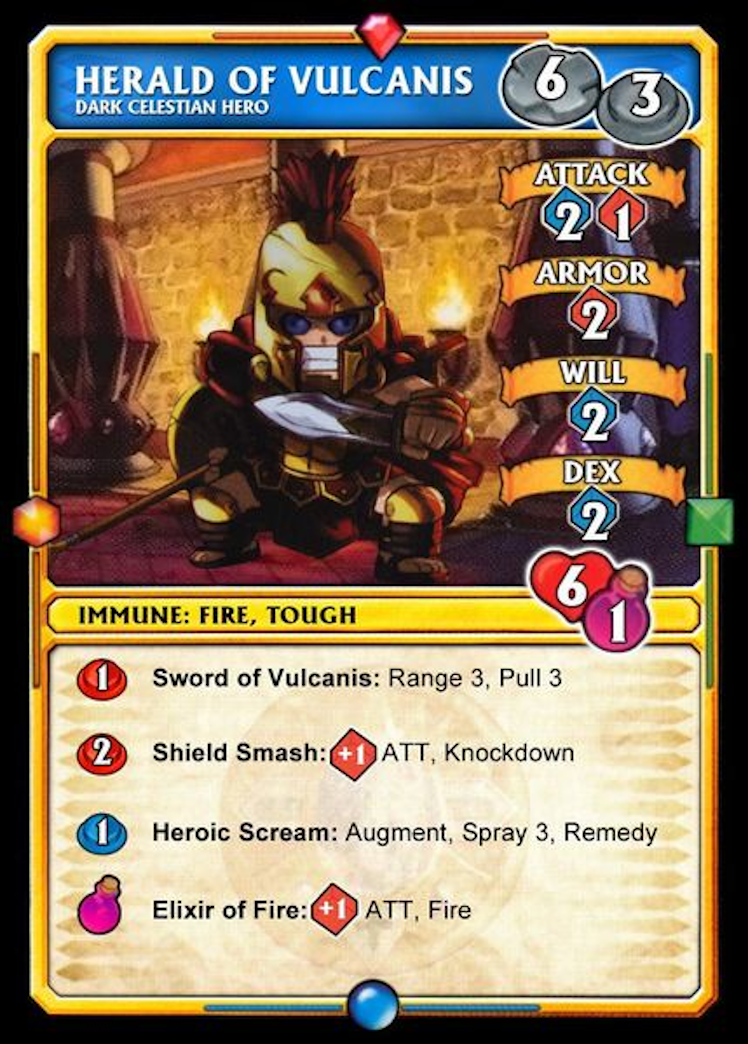 HERALD OF VULCANIS
DARK CELESTIAN HERO
6 3
ATTACK
2 1
ARMOR
2
WILL
2
DEX
2
6 1
IMMUNE: FIRE, TOUGH
1 Sword of Vulcanis: Range 3, Pull 3
2 Shield Smash: +1 ATT, Knockdown
1 Heroic Scream: Augment, Spray 3, Remedy
Elixir of Fire: +1 ATT, Fire